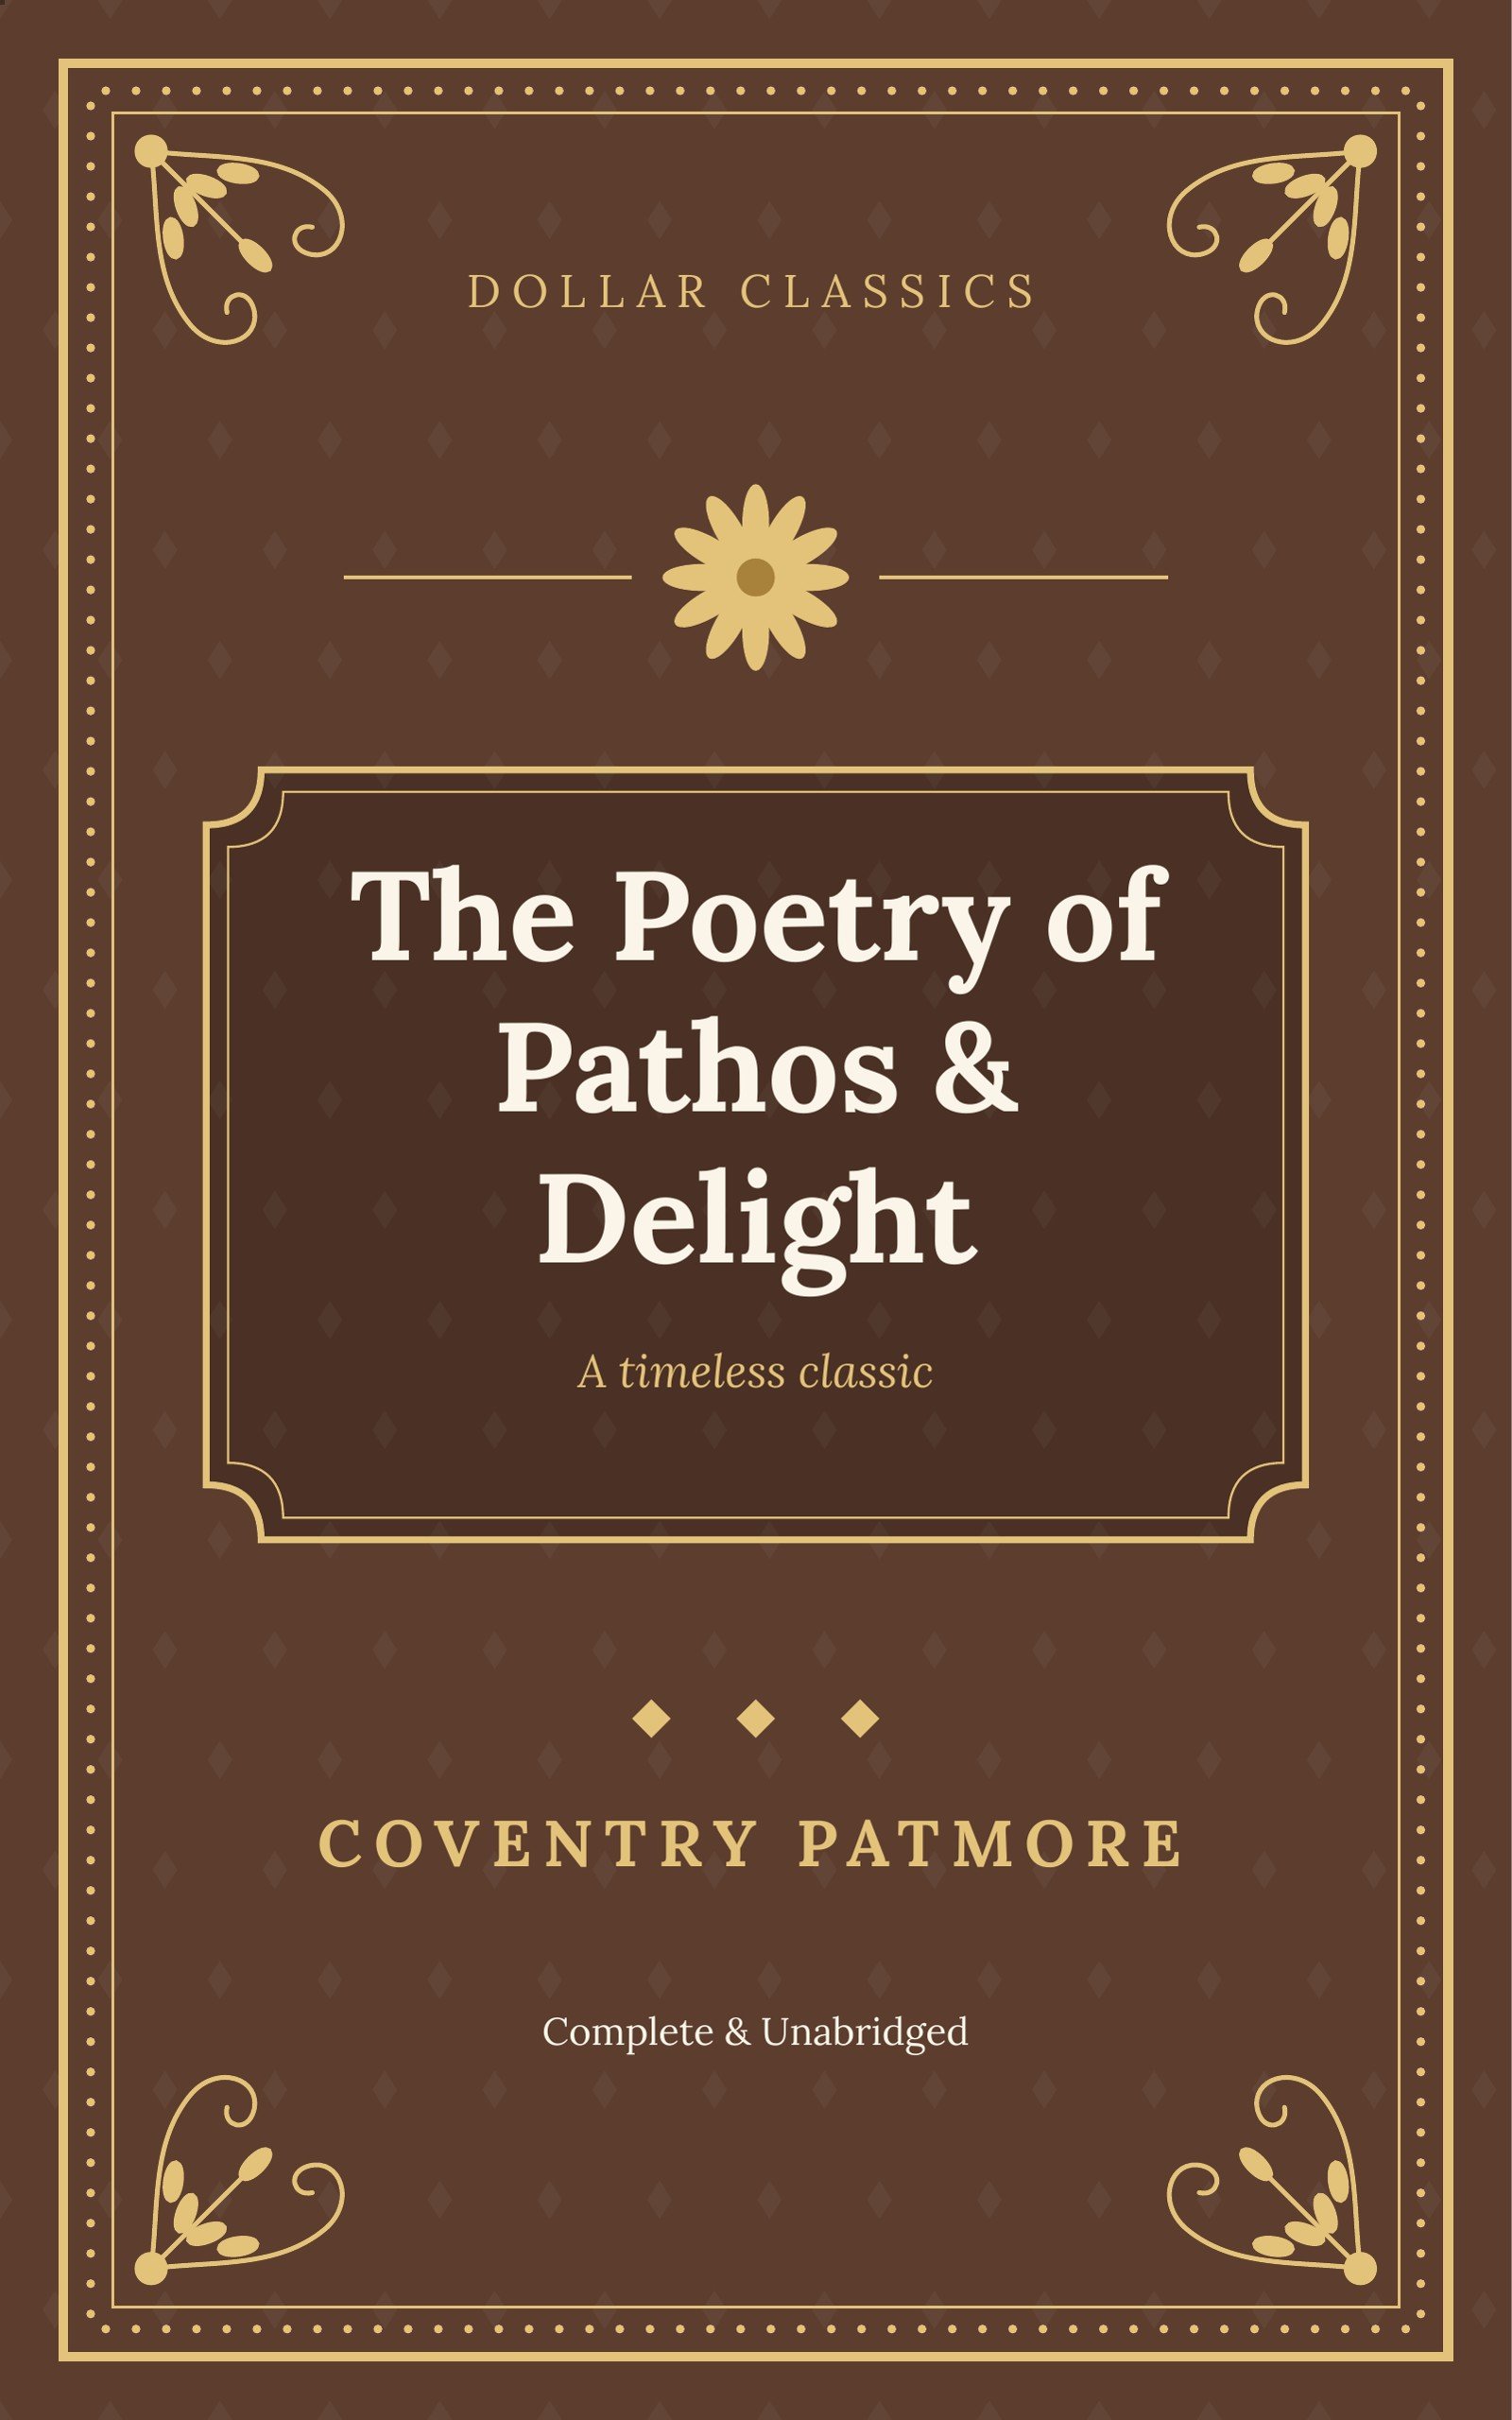 DOLLAR CLASSICS
The Poetry of
Pathos &
Delight
A timeless classic
COVENTRY PATMORE
Complete & Unabridged